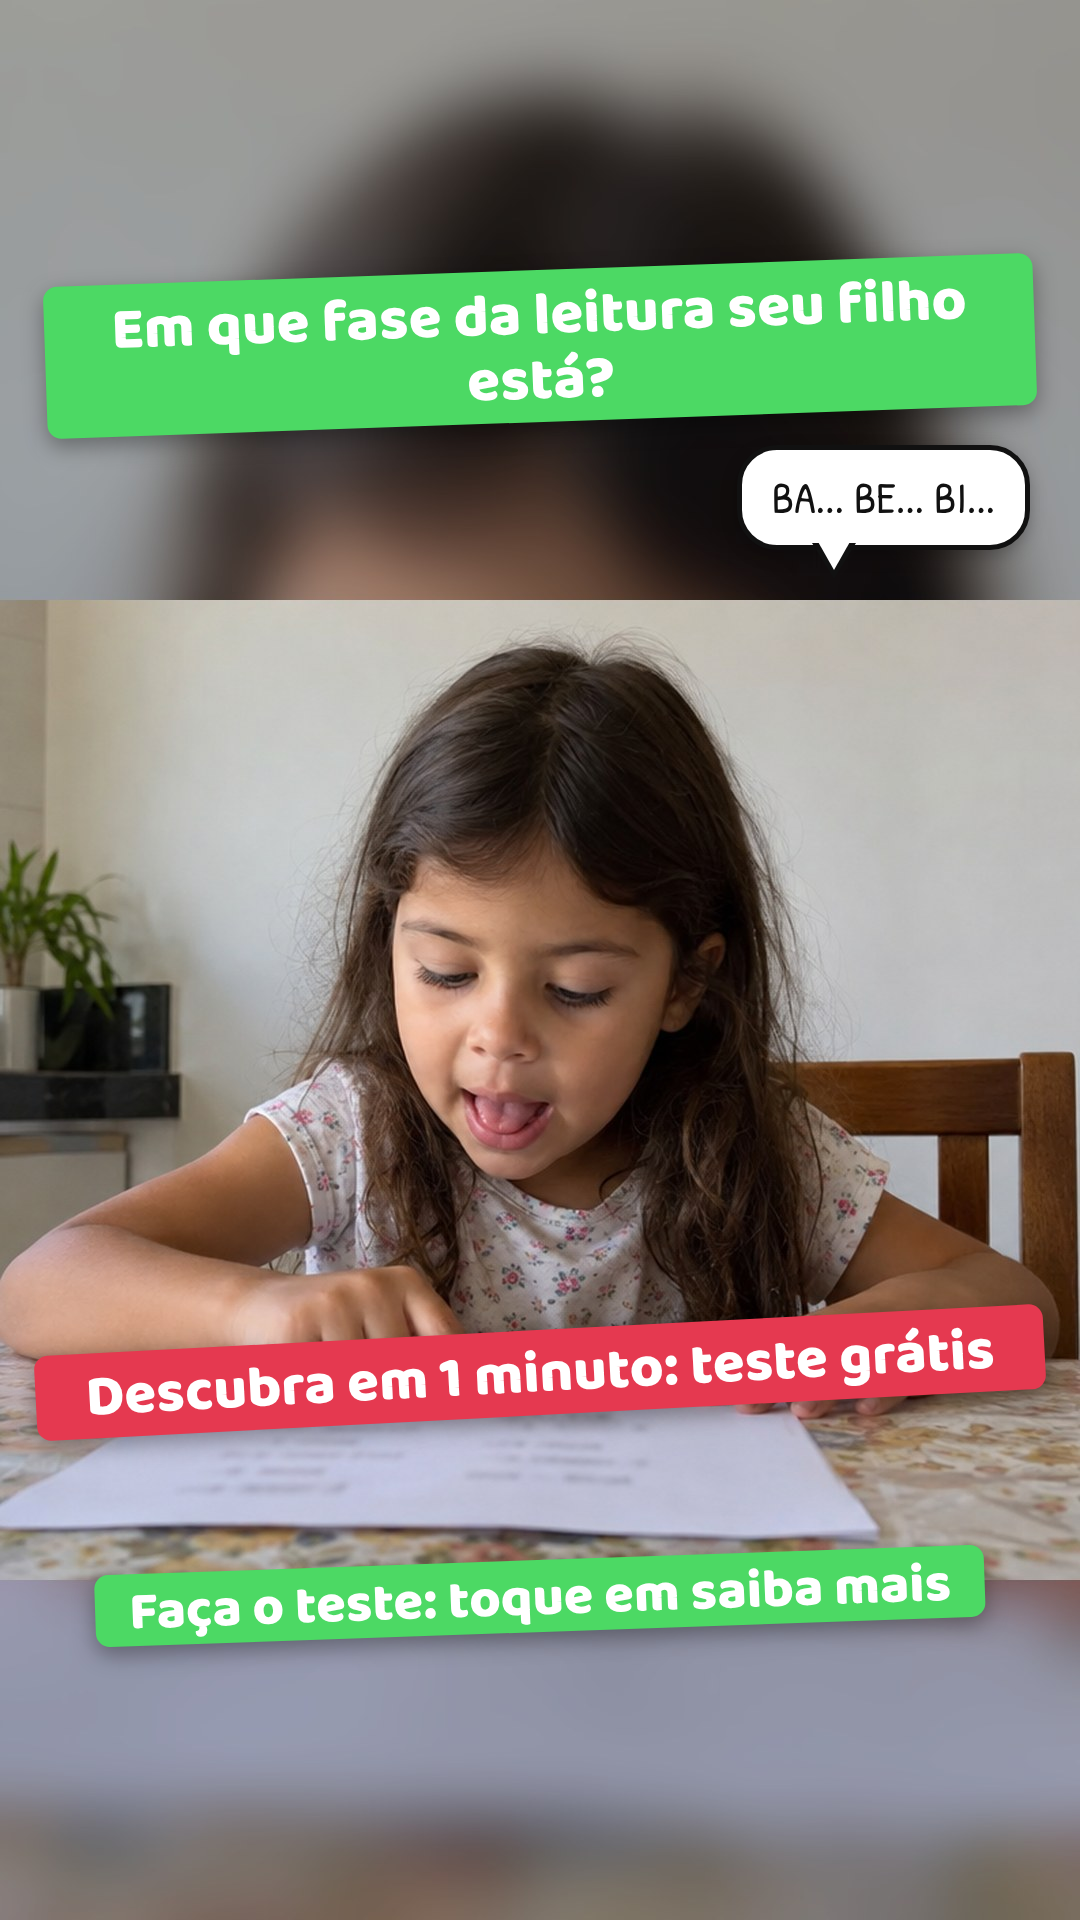 Em que fase da leitura seu filho
está?
BA... BE... BI...
Descubra em 1 minuto: teste grátis
Faça o teste: toque em saiba mais